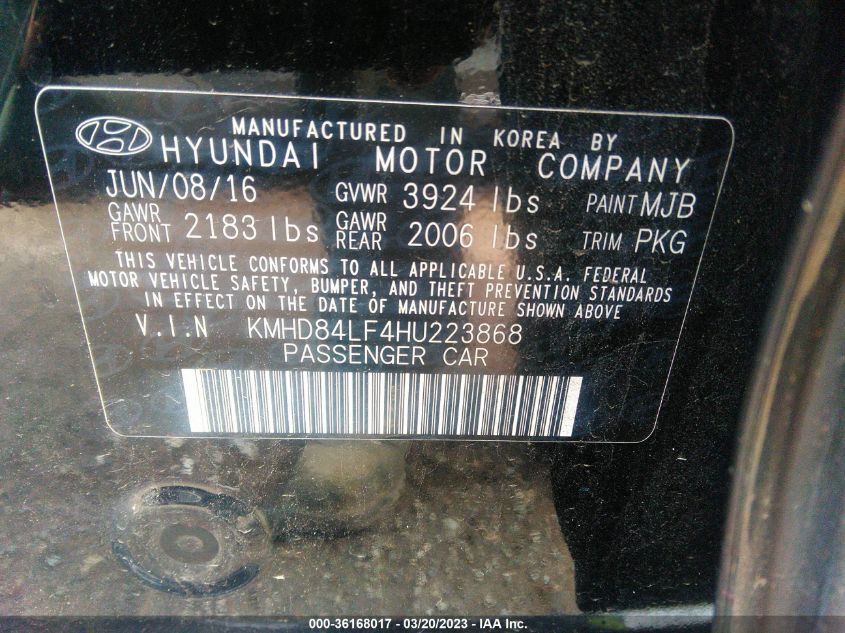 MANUFACTURED IN KOREA BY
HYUNDAI MOTOR COMPANY
JUN/08/16 GVWR 3924 lbs PAINT MJB
GAWR FRONT 2183 lbs GAWR REAR 2006 lbs TRIM PKG
THIS VEHICLE CONFORMS TO ALL APPLICABLE U.S.A. FEDERAL
MOTOR VEHICLE SAFETY, BUMPER, AND THEFT PREVENTION STANDARDS
IN EFFECT ON THE DATE OF MANUFACTURE SHOWN ABOVE
V.I.N KMHD84LF4HU223868
PASSENGER CAR
000-36168017 — 03/20/2023 — IAA Inc.